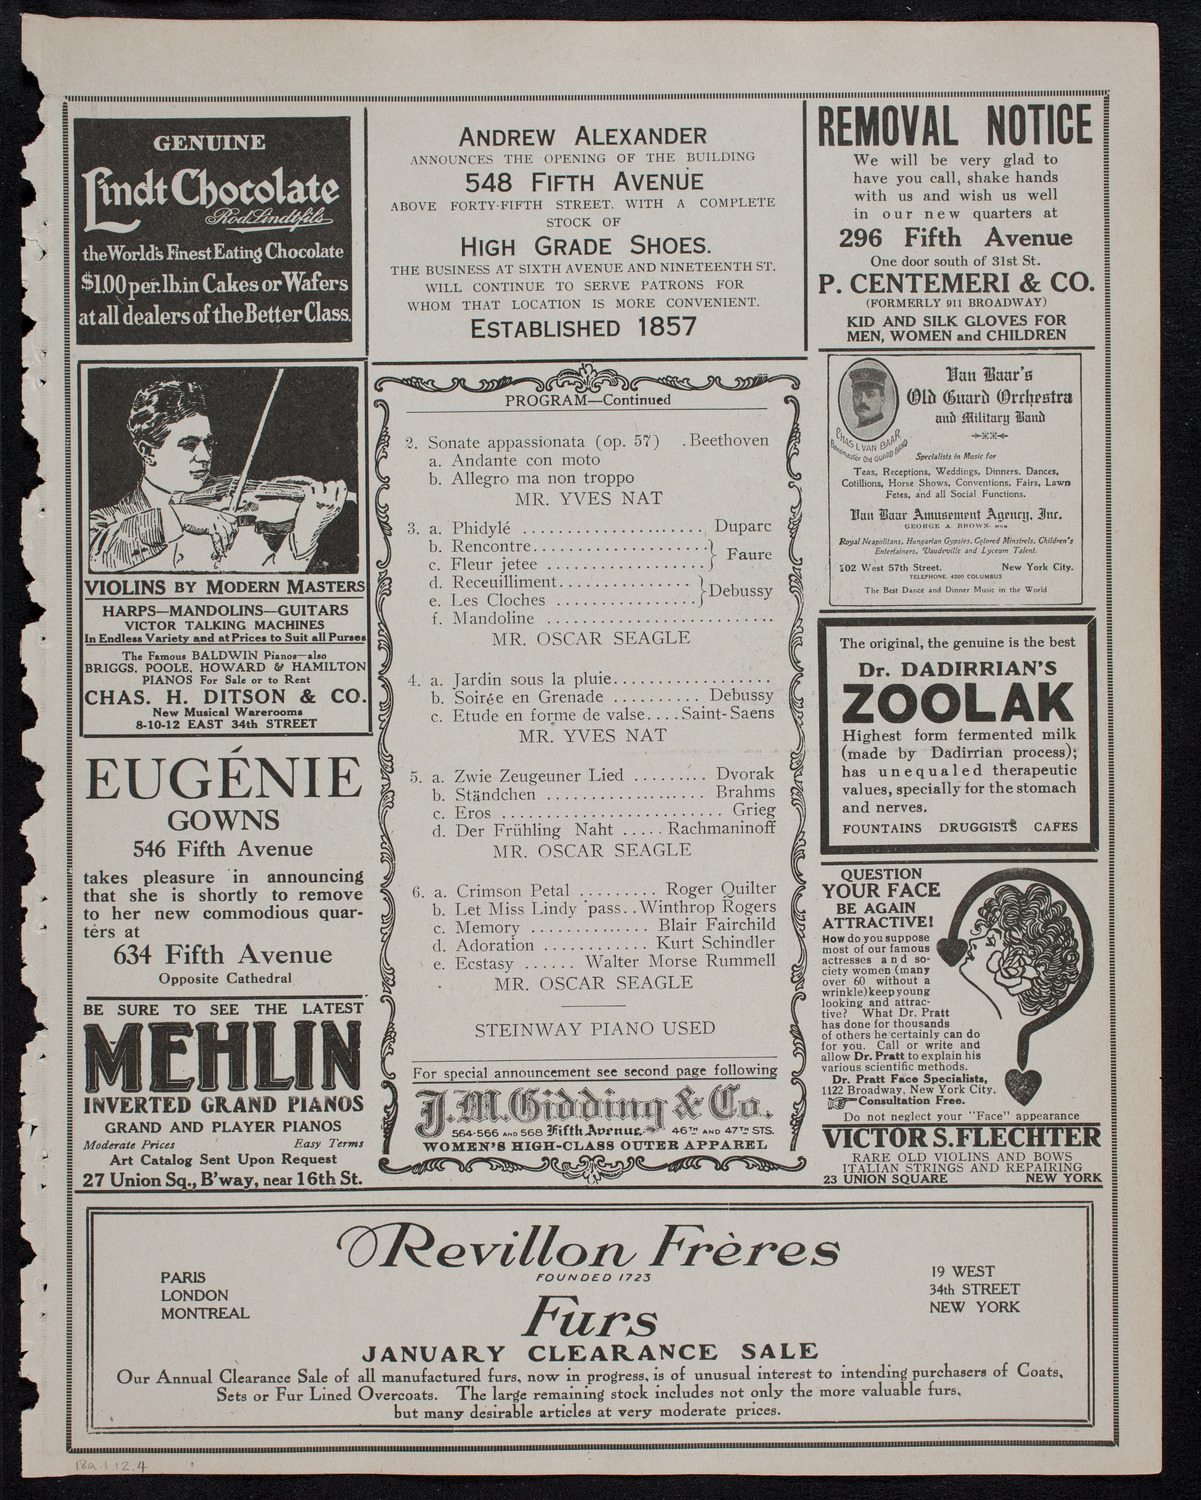 GENUINE
Lindt Chocolate
Rod. Lindt fils
the World's Finest Eating Chocolate
$1.00 per. lb. in Cakes or Wafers
at all dealers of the Better Class.
ANDREW ALEXANDER
ANNOUNCES THE OPENING OF THE BUILDING
548 FIFTH AVENUE
ABOVE FORTY-FIFTH STREET. WITH A COMPLETE
STOCK OF
HIGH GRADE SHOES.
THE BUSINESS AT SIXTH AVENUE AND NINETEENTH ST.
WILL CONTINUE TO SERVE PATRONS FOR
WHOM THAT LOCATION IS MORE CONVENIENT.
ESTABLISHED 1857
REMOVAL NOTICE
We will be very glad to
have you call, shake hands
with us and wish us well
in our new quarters at
296 Fifth Avenue
One door south of 31st St.
P. CENTEMERI & CO.
(FORMERLY 911 BROADWAY)
KID AND SILK GLOVES FOR
MEN, WOMEN and CHILDREN
VIOLINS BY MODERN MASTERS
HARPS—MANDOLINS—GUITARS
VICTOR TALKING MACHINES
In Endless Variety and at Prices to Suit all Purses
The Famous BALDWIN Pianos—also
BRIGGS, POOLE, HOWARD & HAMILTON
PIANOS For Sale or to Rent
CHAS. H. DITSON & CO.
New Musical Warerooms
8-10-12 EAST 34th STREET
EUGÉNIE
GOWNS
546 Fifth Avenue
takes pleasure in announcing
that she is shortly to remove
to her new commodious quar-
ters at
634 Fifth Avenue
Opposite Cathedral
BE SURE TO SEE THE LATEST
MEHLIN
INVERTED GRAND PIANOS
GRAND AND PLAYER PIANOS
Moderate Prices Easy Terms
Art Catalog Sent Upon Request
27 Union Sq., B'way, near 16th St.
PROGRAM—Continued
2. Sonate appassionata (op. 57) . Beethoven
a. Andante con moto
b. Allegro ma non troppo
MR. YVES NAT
3. a. Phidylé ........................ Duparc
b. Rencontre........................
c. Fleur jetee ...................... } Faure
d. Receuilliment.................
e. Les Cloches ................. } Debussy
f. Mandoline ..........................
MR. OSCAR SEAGLE
4. a. Jardin sous la pluie...................
b. Soirée en Grenade ......... Debussy
c. Etude en forme de valse.... Saint-Saens
MR. YVES NAT
5. a. Zwie Zeugeuner Lied ......... Dvorak
b. Ständchen .................... Brahms
c. Eros ............................ Grieg
d. Der Frühling Naht ..... Rachmaninoff
MR. OSCAR SEAGLE
6. a. Crimson Petal ......... Roger Quilter
b. Let Miss Lindy pass.. Winthrop Rogers
c. Memory ............. Blair Fairchild
d. Adoration ............ Kurt Schindler
e. Ecstasy ...... Walter Morse Rummell
MR. OSCAR SEAGLE
STEINWAY PIANO USED
For special announcement see second page following
J. M. Gidding & Co.
564-566 AND 568 Fifth Avenue, 46TH AND 47TH STS.
WOMEN'S HIGH-CLASS OUTER APPAREL
Van Baar's
Old Guard Orchestra
and Military Band
CHAS L VAN BAAR
Bandmaster Old GUARD BAND
Specialists in Music for
Teas, Receptions, Weddings, Dinners, Dances,
Cotillions, Horse Shows, Conventions, Fairs, Lawn
Fetes, and all Social Functions.
Van Baar Amusement Agency, Inc.
GEORGE A. BROWN, MGR
Royal Neapolitans, Hungarian Gypsies, Colored Minstrels, Children's
Entertainers, Vaudeville and Lyceum Talent.
102 West 57th Street. New York City.
TELEPHONE, 4200 COLUMBUS
The Best Dance and Dinner Music in the World
The original, the genuine is the best
Dr. DADIRRIAN'S
ZOOLAK
Highest form fermented milk
(made by Dadirrian process);
has unequaled therapeutic
values, specially for the stomach
and nerves.
FOUNTAINS DRUGGISTS CAFES
QUESTION
YOUR FACE
BE AGAIN
ATTRACTIVE!
How do you suppose
most of our famous
actresses and so-
ciety women (many
over 60 without a
wrinkle) keep young
looking and attrac-
tive? What Dr. Pratt
has done for thousands
of others he certainly can do
for you. Call or write and
allow Dr. Pratt to explain his
various scientific methods.
Dr. Pratt Face Specialists,
1122 Broadway, New York City.
Consultation Free.
Do not neglect your "Face" appearance
VICTOR S. FLECHTER
RARE OLD VIOLINS AND BOWS
ITALIAN STRINGS AND REPAIRING
23 UNION SQUARE NEW YORK
Revillon Frères
FOUNDED 1723
PARIS
LONDON
MONTREAL
19 WEST
34th STREET
NEW YORK
Furs
JANUARY CLEARANCE SALE
Our Annual Clearance Sale of all manufactured furs, now in progress, is of unusual interest to intending purchasers of Coats,
Sets or Fur Lined Overcoats. The large remaining stock includes not only the more valuable furs,
but many desirable articles at very moderate prices.
18a.1.12.4